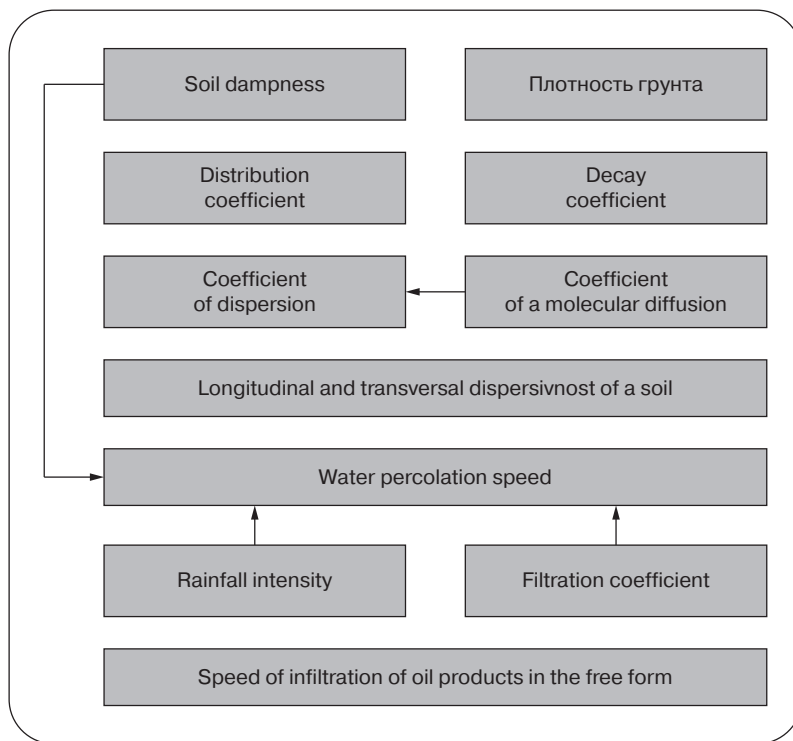 Soil dampness
Плотность грунта
Distribution
coefficient
Decay
coefficient
Coefficient
of dispersion
Coefficient
of a molecular diffusion
Longitudinal and transversal dispersivnost of a soil
Water percolation speed
Rainfall intensity
Filtration coefficient
Speed of infiltration of oil products in the free form